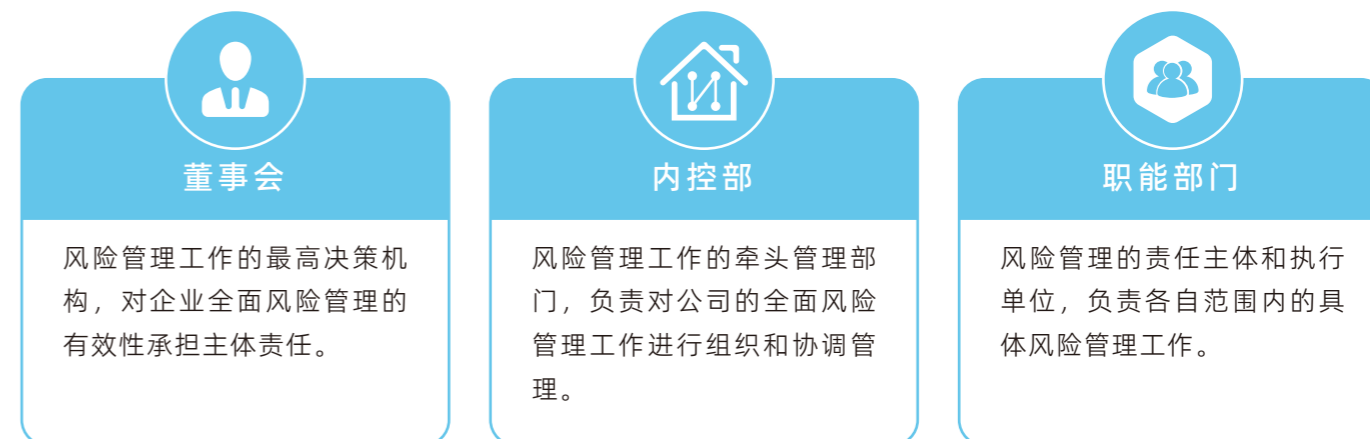 董事会
风险管理工作的最高决策机
构，对企业全面风险管理的
有效性承担主体责任。
内控部
风险管理工作的牵头管理部
门，负责对公司的全面风险
管理工作进行组织和协调管
理。
职能部门
风险管理的责任主体和执行
单位，负责各自范围内的具
体风险管理工作。